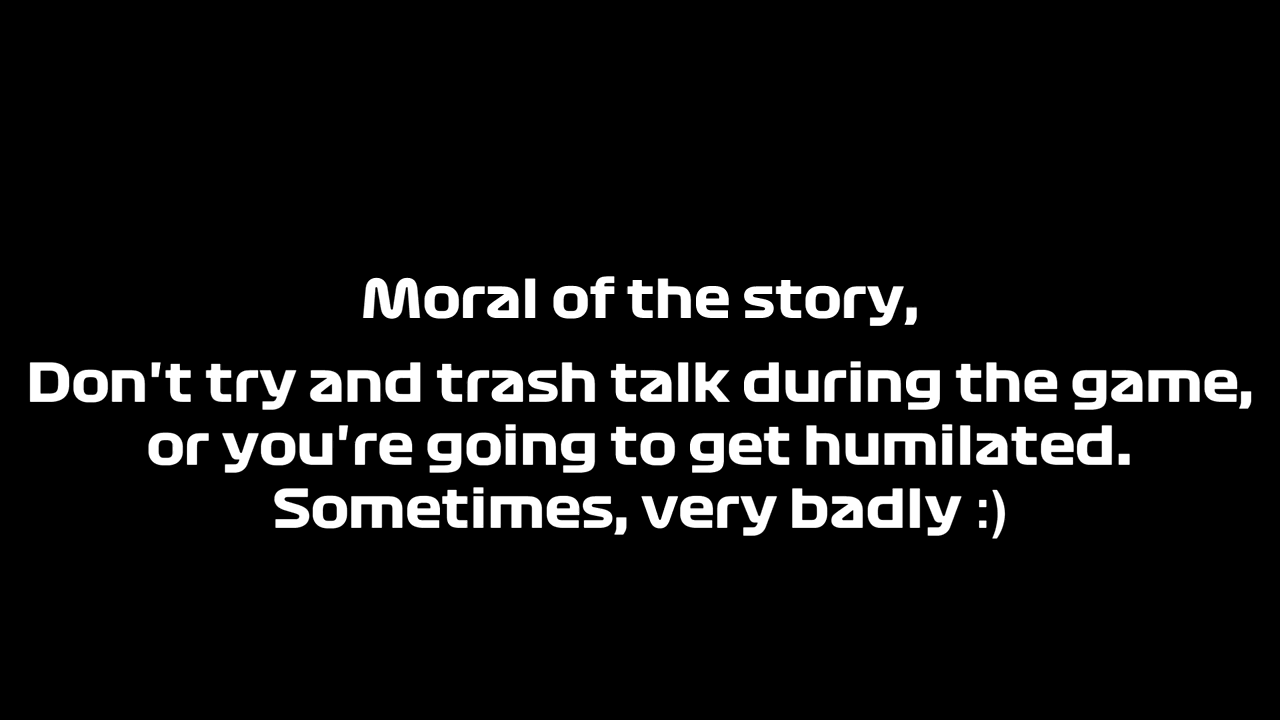 Moral of the story,
Don't try and trash talk during the game,
or you're going to get humilated.
Sometimes, very badly :)